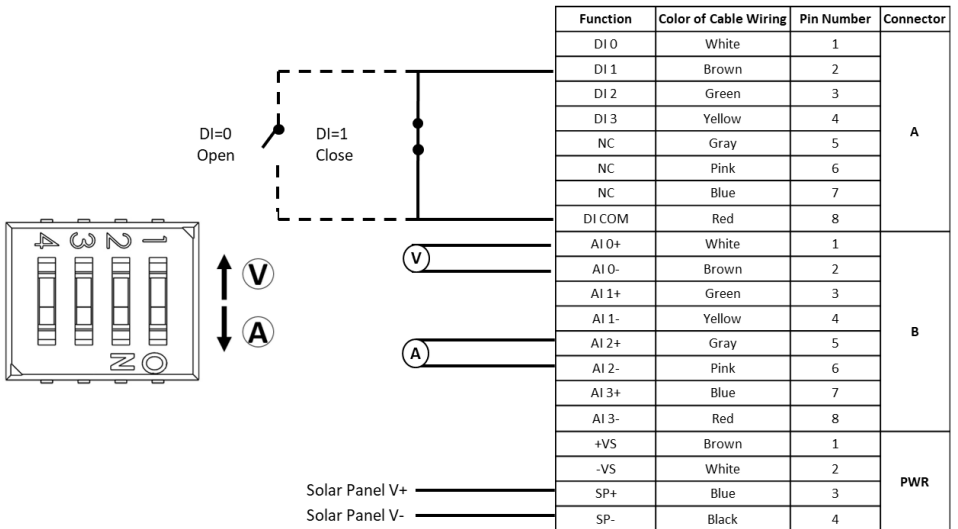 Function Color of Cable Wiring Pin Number Connector
DI 0 White 1
DI 1 Brown 2
DI 2 Green 3
DI 3 Yellow 4
NC Gray 5
A
NC Pink 6
NC Blue 7
DI COM Red 8
AI 0+ White 1
AI 0- Brown 2
AI 1+ Green 3
AI 1- Yellow 4
B
AI 2+ Gray 5
AI 2- Pink 6
AI 3+ Blue 7
AI 3- Red 8
+VS Brown 1
-VS White 2
PWR
SP+ Blue 3
SP- Black 4
DI=0
Open
DI=1
Close
V
A
Solar Panel V+
Solar Panel V-
4 3 2 1
NO
V
A